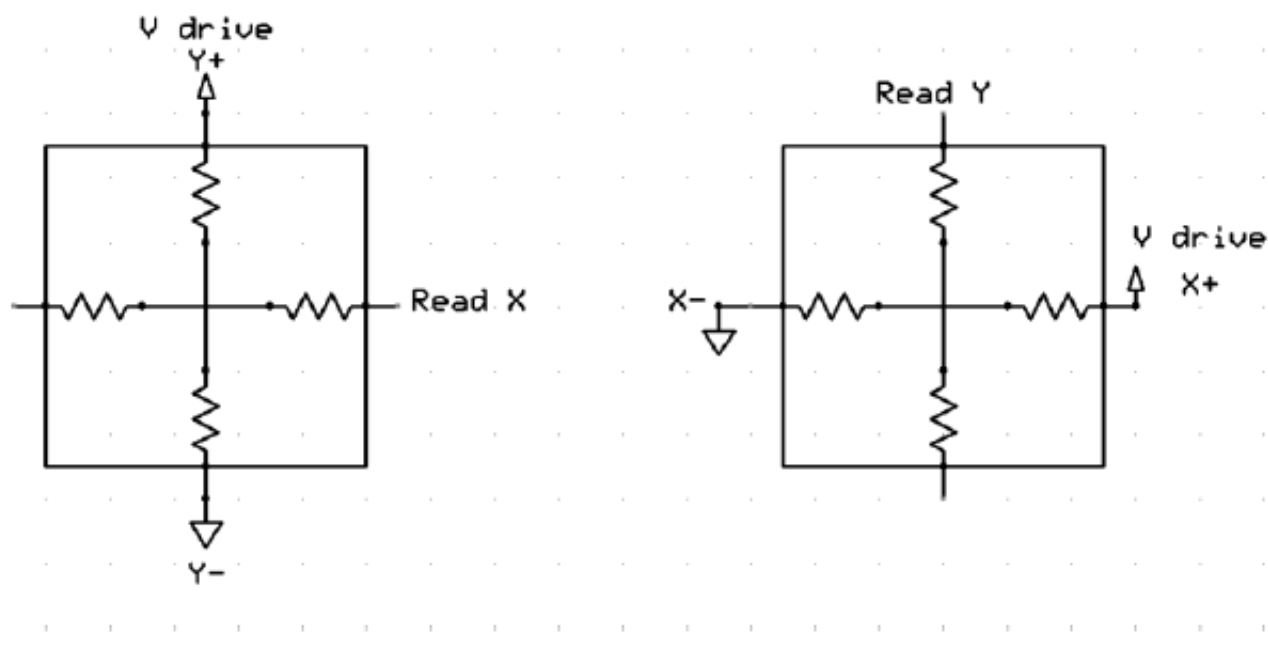 V drive
Y+
Read X
Y-
Read Y
V drive
X+
X-